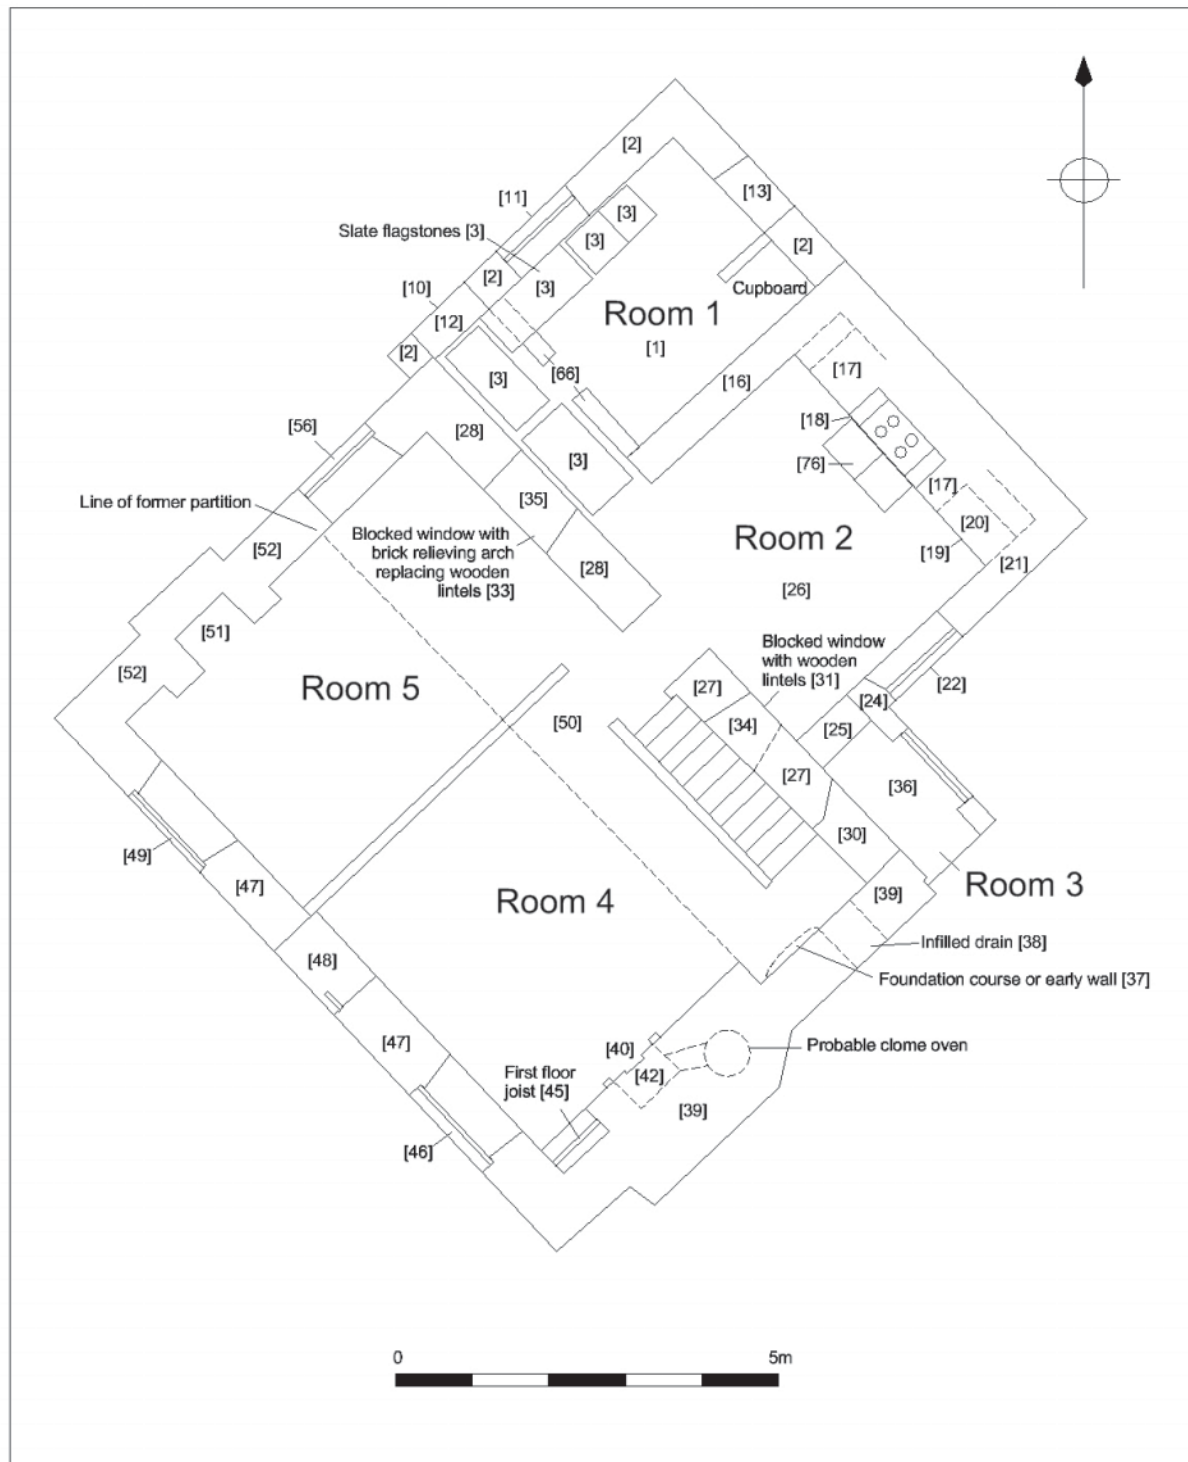 [2]
[13]
[11]
[3]
Slate flagstones [3]
[3]
[2]
[2]
[10]
[3]
Cupboard
[12]
Room 1
[1]
[2]
[66]
[17]
[3]
[16]
[18]
[56]
[28]
[76]
[3]
[17]
Line of former partition
[35]
[20]
Blocked window with
brick relieving arch
replacing wooden
lintels [33]
Room 2
[52]
[19]
[21]
[28]
[26]
[51]
Blocked window
with wooden
lintels [31]
[52]
Room 5
[27]
[22]
[24]
[50]
[34]
[25]
[27]
[36]
[49]
[30]
[47]
Room 4
[39]
Room 3
Infilled drain [38]
[48]
Foundation course or early wall [37]
[47]
[40]
Probable clome oven
First floor
joist [45]
[42]
[39]
[46]
0
5m